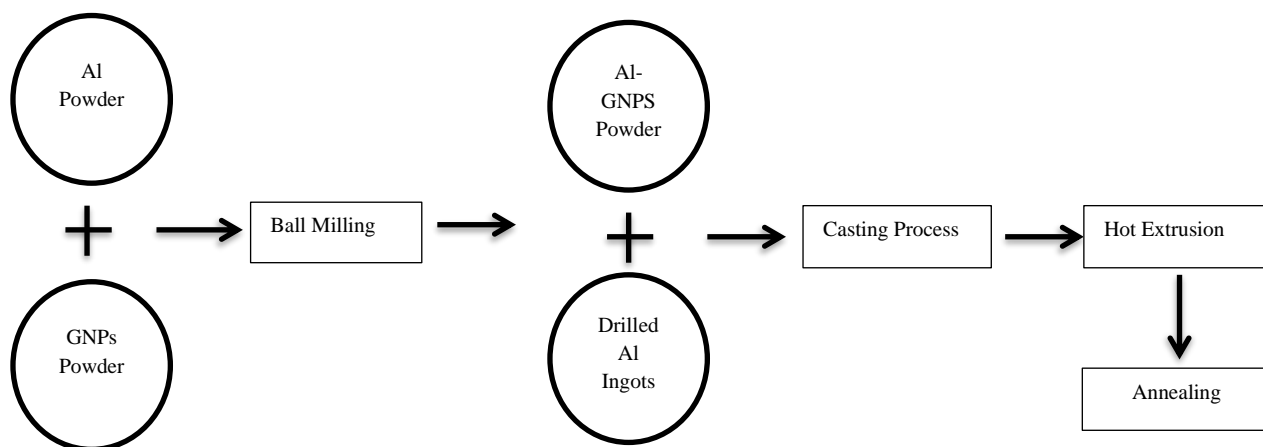 Al
Powder
GNPs
Powder
Ball Milling
Al-
GNPS
Powder
Drilled
Al
Ingots
Casting Process
Hot Extrusion
Annealing